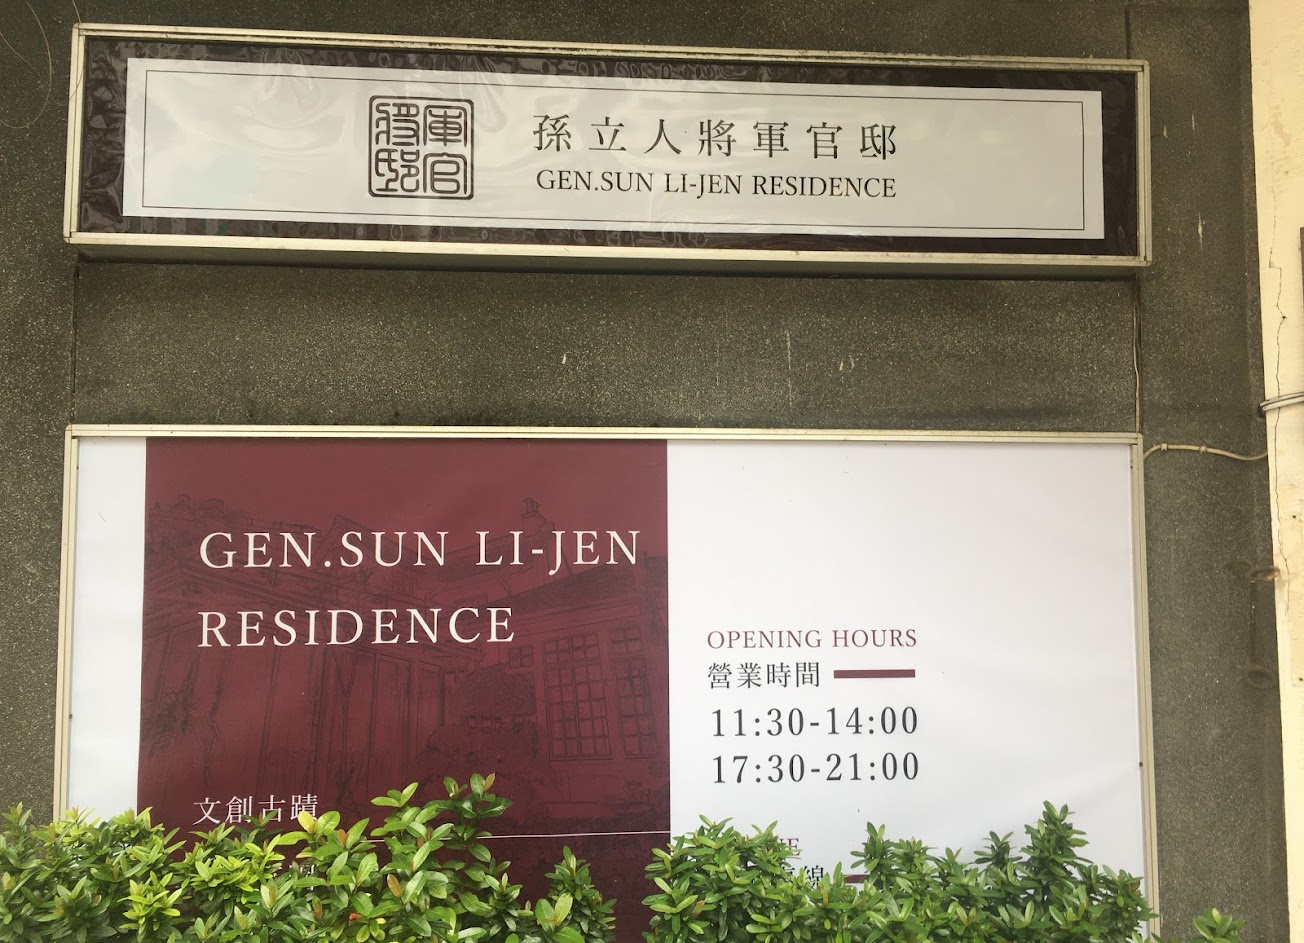 將軍官邸
孫立人將軍官邸
GEN.SUN LI-JEN RESIDENCE
GEN.SUN LI-JEN
RESIDENCE
文創古蹟
OPENING HOURS
營業時間
11:30-14:00
17:30-21:00